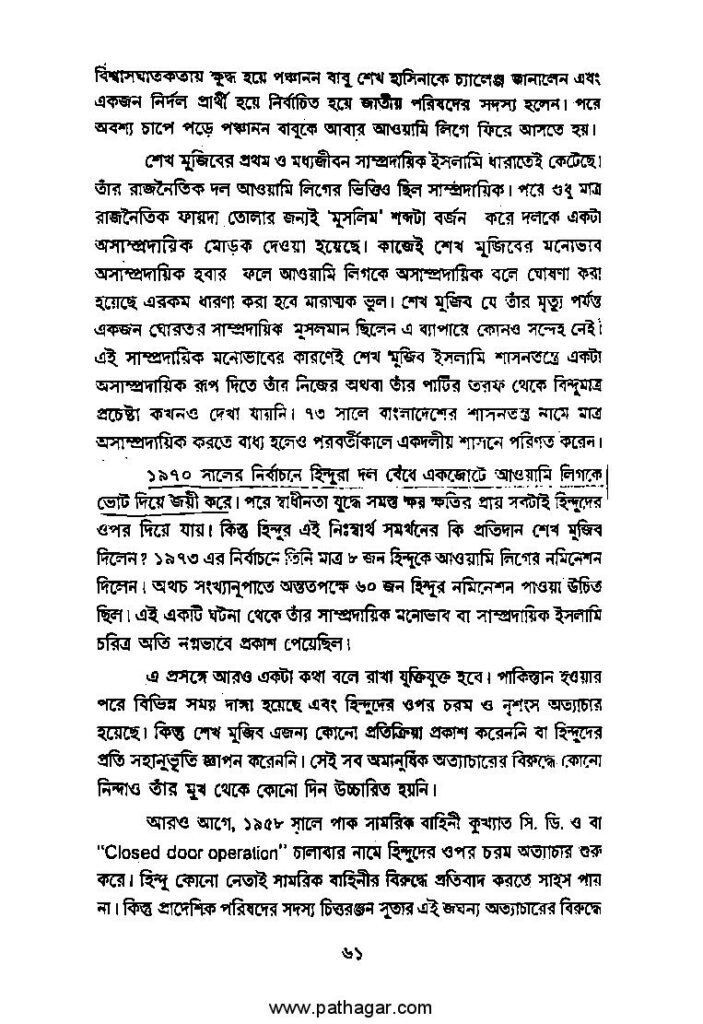 বিশ্বাসঘাতকতায় ক্ষুব্ধ হয়ে পঞ্চানন বাবু শেখ হাসিনাকে চ্যালেঞ্জ জানালেন এবং
একজন নির্দল প্রার্থী হয়ে নির্বাচিত হয়ে জাতীয় পরিষদের সদস্য হলেন। পরে
অবশ্য চাপে পড়ে পঞ্চানন বাবুকে আবার আওয়ামি লিগে ফিরে আসতে হয়।
শেখ মুজিবের প্রথম ও মধ্যজীবন সাম্প্রদায়িক ইসলামি ধারাতেই কেটেছে।
তাঁর রাজনৈতিক দল আওয়ামি লিগের ভিত্তিও ছিল সাম্প্রদায়িক। পরে শুধু মাত্র
রাজনৈতিক ফায়দা তোলার জন্যই 'মুসলিম' শব্দটা বর্জন করে দলকে একটা
অসাম্প্রদায়িক মোড়ক দেওয়া হয়েছে। কাজেই শেখ মুজিবের মনোভাব
অসাম্প্রদায়িক হবার ফলে আওয়ামি লিগকে অসাম্প্রদায়িক বলে ঘোষণা করা
হয়েছে এরকম ধারণা করা হবে মারাত্মক ভুল। শেখ মুজিব যে তাঁর মৃত্যু পর্যন্ত
একজন ঘোরতর সাম্প্রদায়িক মুসলমান ছিলেন এ ব্যাপারে কোনও সন্দেহ নেই।
এই সাম্প্রদায়িক মনোভাবের কারণেই শেখ মুজিব ইসলামি শাসনতন্ত্রে একটা
অসাম্প্রদায়িক রূপ দিতে তাঁর নিজের অথবা তাঁর পার্টির তরফ থেকে বিন্দুমাত্র
প্রচেষ্টা কখনও দেখা যায়নি। ৭৩ সালে বাংলাদেশের শাসনতন্ত্র নামে মাত্র
অসাম্প্রদায়িক করতে বাধ্য হলেও পরবর্তীকালে একদলীয় শাসনে পরিণত করেন।
১৯৭০ সালের নির্বাচনে হিন্দুরা দল বেঁধে একজোটে আওয়ামি লিগকে
ভোট দিয়ে জয়ী করে। পরে স্বাধীনতা যুদ্ধে সমস্ত ক্ষয় ক্ষতির প্রায় সবটাই হিন্দুদের
ওপর দিয়ে যায়। কিন্তু হিন্দুর এই নিঃস্বার্থ সমর্থনের কি প্রতিদান শেখ মুজিব
দিলেন? ১৯৭৩ এর নির্বাচনে তিনি মাত্র ৮ জন হিন্দুকে আওয়ামি লিগের নমিনেশন
দিলেন। অথচ সংখ্যানুপাতে অন্ততপক্ষে ৬০ জন হিন্দুর নমিনেশন পাওয়া উচিত
ছিল। এই একটি ঘটনা থেকে তাঁর সাম্প্রদায়িক মনোভাব বা সাম্প্রদায়িক ইসলামি
চরিত্র অতি নগ্নভাবে প্রকাশ পেয়েছিল।
এ প্রসঙ্গে আরও একটা কথা বলে রাখা যুক্তিযুক্ত হবে। পাকিস্তান হওয়ার
পরে বিভিন্ন সময় দাঙ্গা হয়েছে এবং হিন্দুদের ওপর চরম ও নৃশংস অত্যাচার
হয়েছে। কিন্তু শেখ মুজিব এজন্য কোনো প্রতিক্রিয়া প্রকাশ করেননি বা হিন্দুদের
প্রতি সহানুভূতি জ্ঞাপন করেননি। সেই সব অমানুষিক অত্যাচারের বিরুদ্ধে কোনো
নিন্দাও তাঁর মুখ থেকে কোনো দিন উচ্চারিত হয়নি।
আরও আগে, ১৯৫৮ সালে পাক সামরিক বাহিনী কুখ্যাত সি. ডি. ও বা
"Closed door operation" চালাবার নামে হিন্দুদের ওপর চরম অত্যাচার শুরু
করে। হিন্দু কোনো নেতাই সামরিক বাহিনীর বিরুদ্ধে প্রতিবাদ করতে সাহস পায়
না। কিন্তু প্রাদেশিক পরিষদের সদস্য চিত্তরঞ্জন সুতার এই জঘন্য অত্যাচারের বিরুদ্ধে
৬১
www.pathagar.com